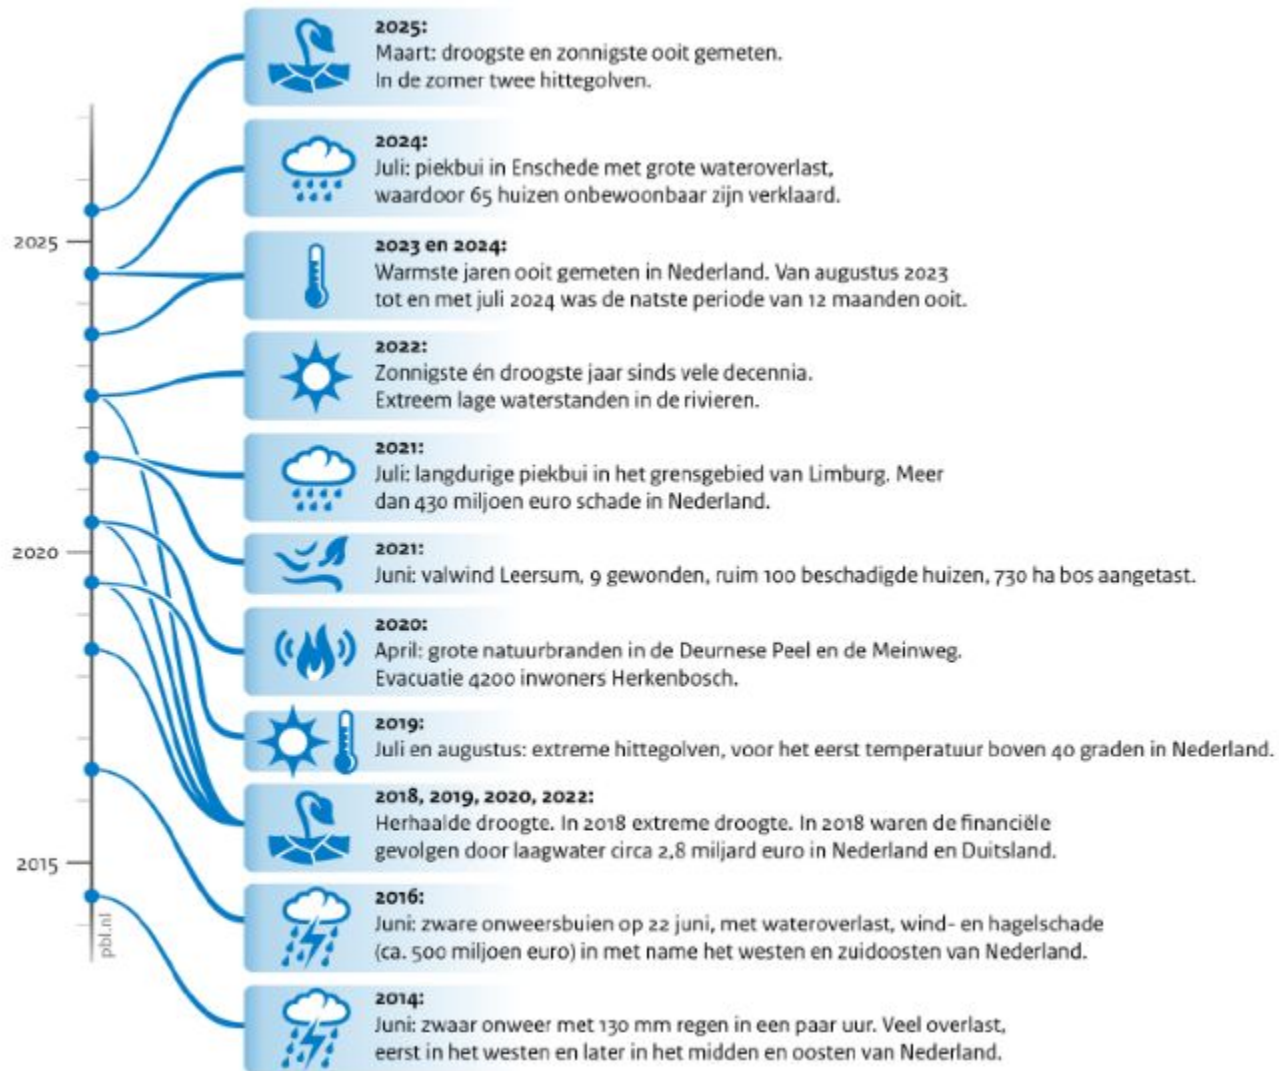 2025:
Maart: droogste en zonnigste ooit gemeten.
In de zomer twee hittegolven.
2024:
Juli: piekbui in Enschede met grote wateroverlast,
waardoor 65 huizen onbewoonbaar zijn verklaard.
2025
2023 en 2024:
Warmste jaren ooit gemeten in Nederland. Van augustus 2023
tot en met juli 2024 was de natste periode van 12 maanden ooit.
2022:
Zonnigste én droogste jaar sinds vele decennia.
Extreem lage waterstanden in de rivieren.
2021:
Juli: langdurige piekbui in het grensgebied van Limburg. Meer
dan 430 miljoen euro schade in Nederland.
2020
2021:
Juni: valwind Leersum, 9 gewonden, ruim 100 beschadigde huizen, 730 ha bos aangetast.
2020:
April: grote natuurbranden in de Deurnese Peel en de Meinweg.
Evacuatie 4200 inwoners Herkenbosch.
2019:
Juli en augustus: extreme hittegolven, voor het eerst temperatuur boven 40 graden in Nederland.
2018, 2019, 2020, 2022:
Herhaalde droogte. In 2018 extreme droogte. In 2018 waren de financiële
gevolgen door laagwater circa 2,8 miljard euro in Nederland en Duitsland.
2015
2016:
Juni: zware onweersbuien op 22 juni, met wateroverlast, wind- en hagelschade
(ca. 500 miljoen euro) in met name het westen en zuidoosten van Nederland.
pbl.nl
2014:
Juni: zwaar onweer met 130 mm regen in een paar uur. Veel overlast,
eerst in het westen en later in het midden en oosten van Nederland.